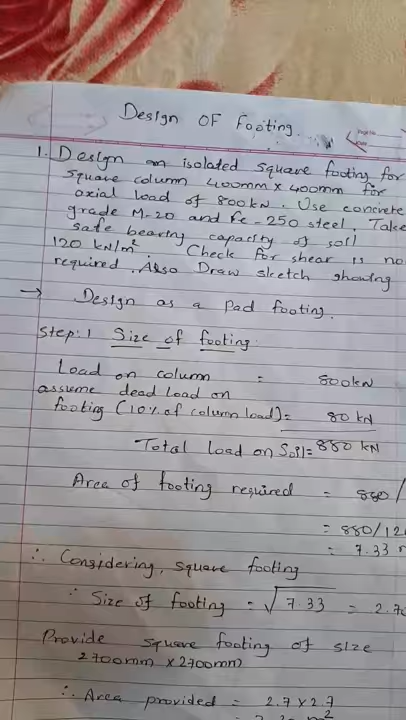 Design OF Footing.
1. Design an isolated square footing for
square column 400mm x 400mm for
axial load of 800kN. Use concrete
grade M-20 and Fe-250 steel. Take
safe bearing capacity of soil
120 kN/m². Check for shear is no
required. Also Draw sketch showing
→ Design as a pad footing.
Step:1 Size of footing:
Load on column = 800kN
assume dead load on
footing (10% of column load) = 80 kN
Total load on Soil = 880 kN
Area of footing required = 880/
= 880/12
= 7.33
∴ Considering, square footing
∴ Size of footing = √7.33 = 2.70
Provide square footing of size
2700mm x 2700mm
∴ Area provided = 2.7 x 2.7